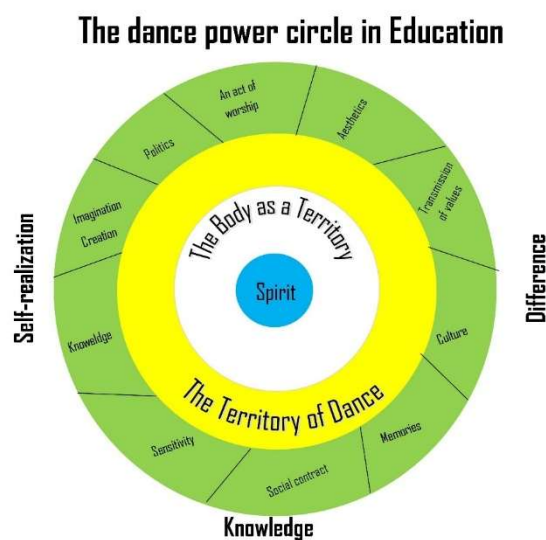 The dance power circle in Education
An act of
worship
Aesthetics
Transmission
of values
Culture
Memories
Social contract
Sensitivity
Knoweldge
Imagination
Creation
Politics
The Body as a Territory
Spirit
The Territory of Dance
Self-realization
Difference
Knowledge